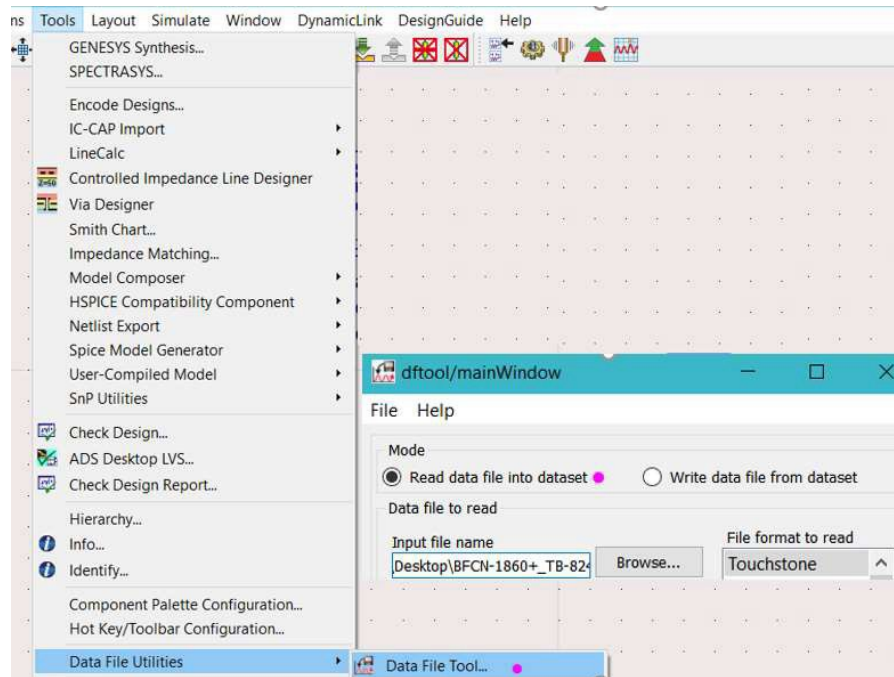 ns Tools Layout Simulate Window DynamicLink DesignGuide Help
GENESYS Synthesis...
SPECTRASYS...
Encode Designs...
IC-CAP Import
LineCalc
Controlled Impedance Line Designer
Via Designer
Smith Chart...
Impedance Matching...
Model Composer
HSPICE Compatibility Component
Netlist Export
Spice Model Generator
User-Compiled Model
SnP Utilities
Check Design...
ADS Desktop LVS...
Check Design Report...
Hierarchy...
Info...
Identify...
Component Palette Configuration...
Hot Key/Toolbar Configuration...
Data File Utilities
Data File Tool...
dftool/mainWindow
File Help
Mode
Read data file into dataset Write data file from dataset
Data file to read
Input file name File format to read
Desktop\BFCN-1860+_TB-824 Browse... Touchstone